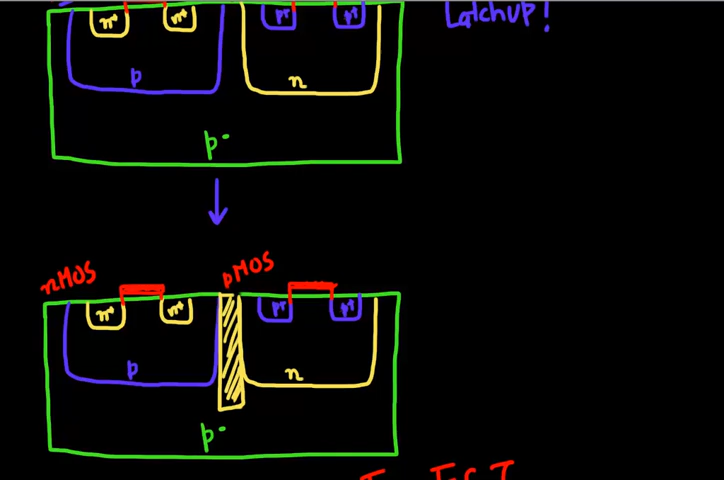 n+ n+ p+ p+ Latchup!
p n
p-
nMOS pMOS
n+ n+ p+ p+
p n
p-